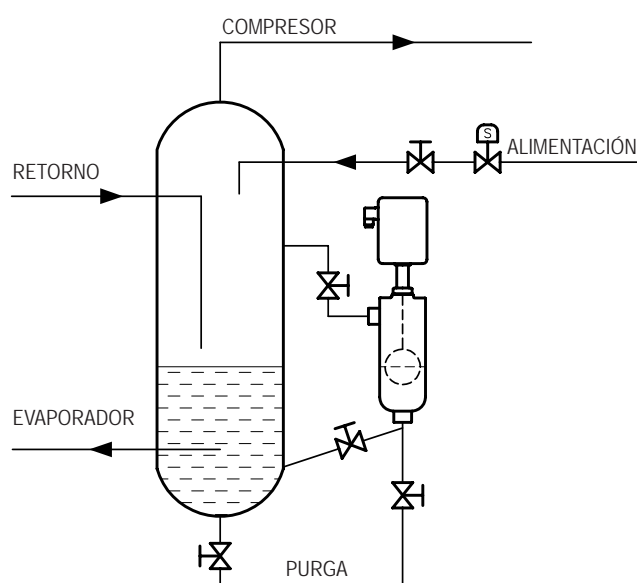 COMPRESOR
S
ALIMENTACIÓN
RETORNO
EVAPORADOR
PURGA